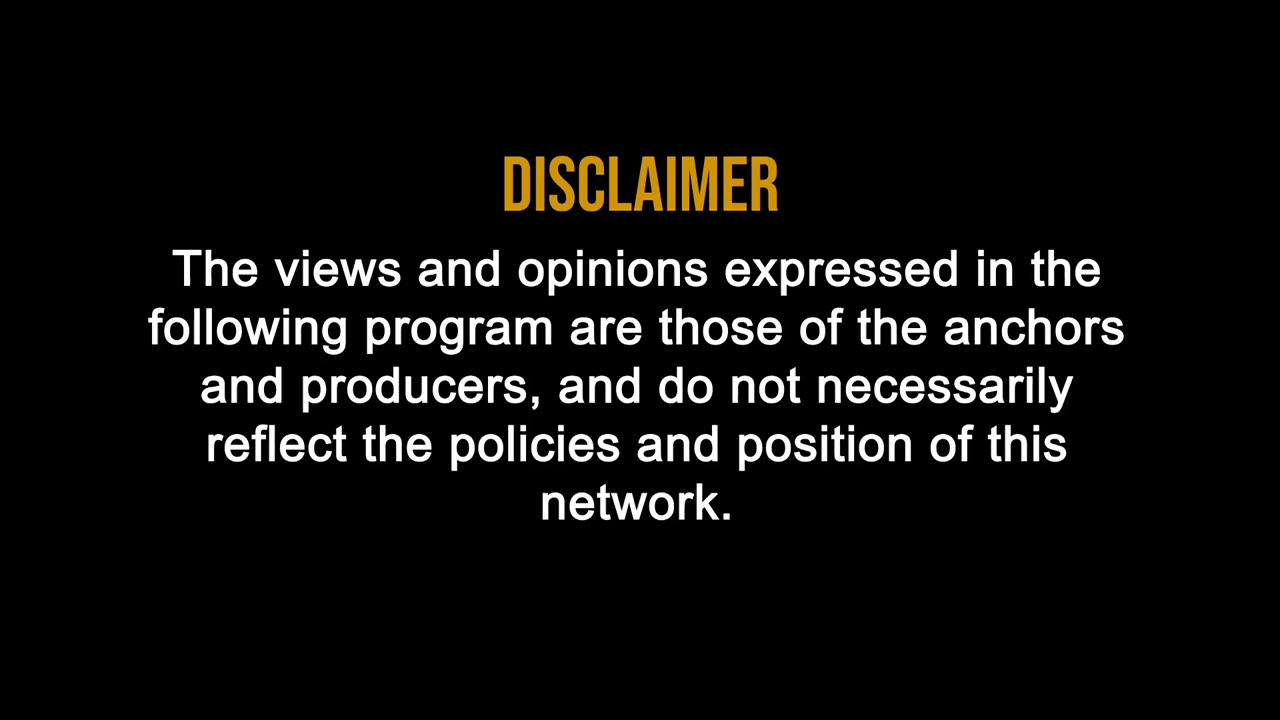 DISCLAIMER
The views and opinions expressed in the
following program are those of the anchors
and producers, and do not necessarily
reflect the policies and position of this
network.